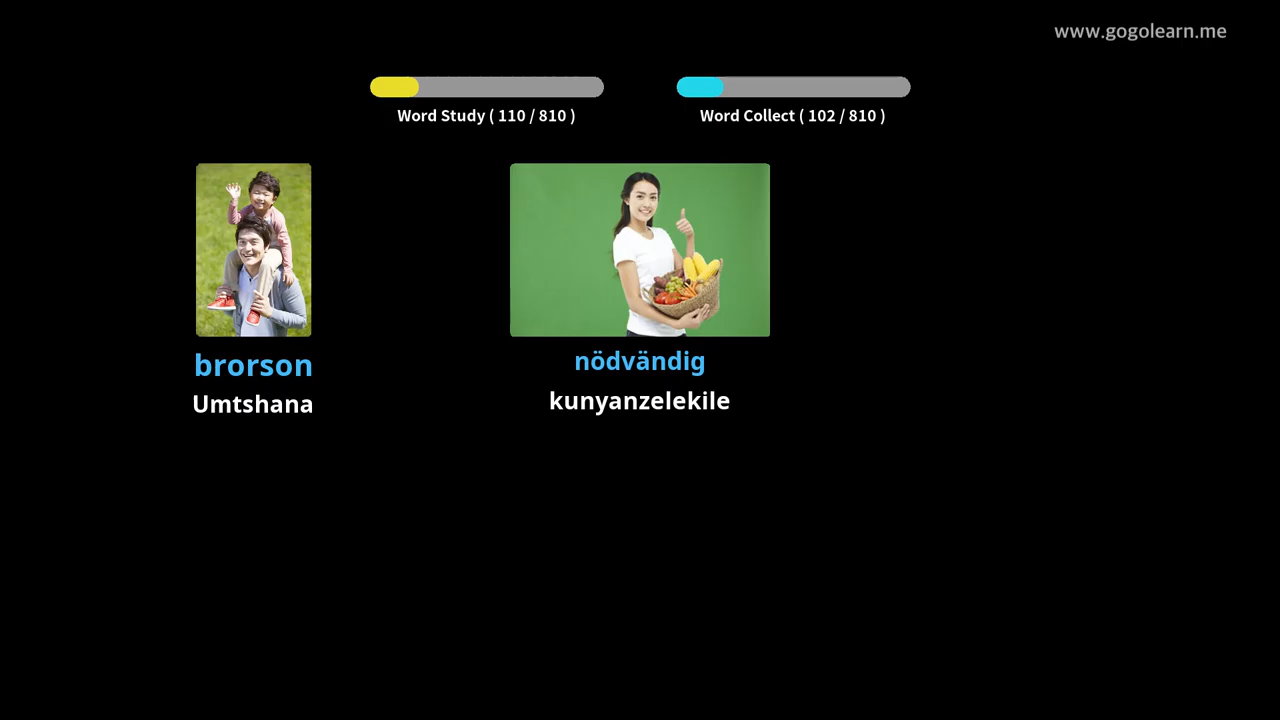 www.gogolearn.me
Word Study ( 110 / 810 )
Word Collect ( 102 / 810 )
brorson
Umtshana
nödvändig
kunyanzelekile